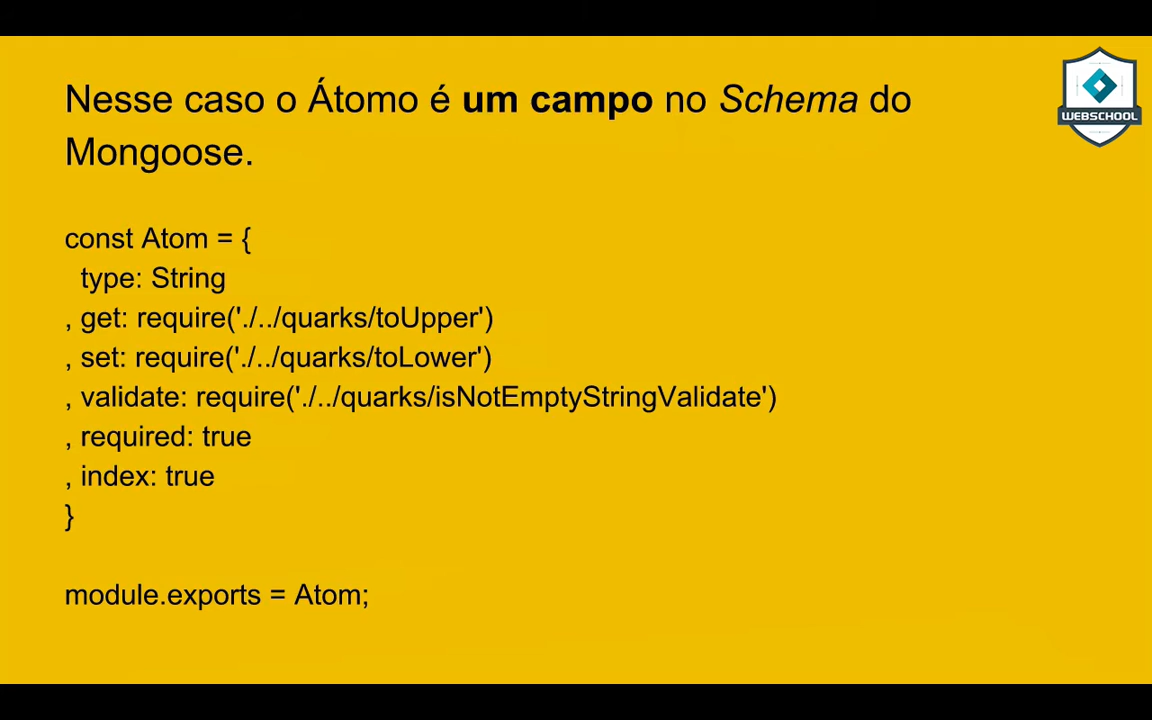 Nesse caso o Átomo é um campo no Schema do
Mongoose.
WEBSCHOOL
const Atom = {
type: String
, get: require('./../quarks/toUpper')
, set: require('./../quarks/toLower')
, validate: require('./../quarks/isNotEmptyStringValidate')
, required: true
, index: true
}
module.exports = Atom;